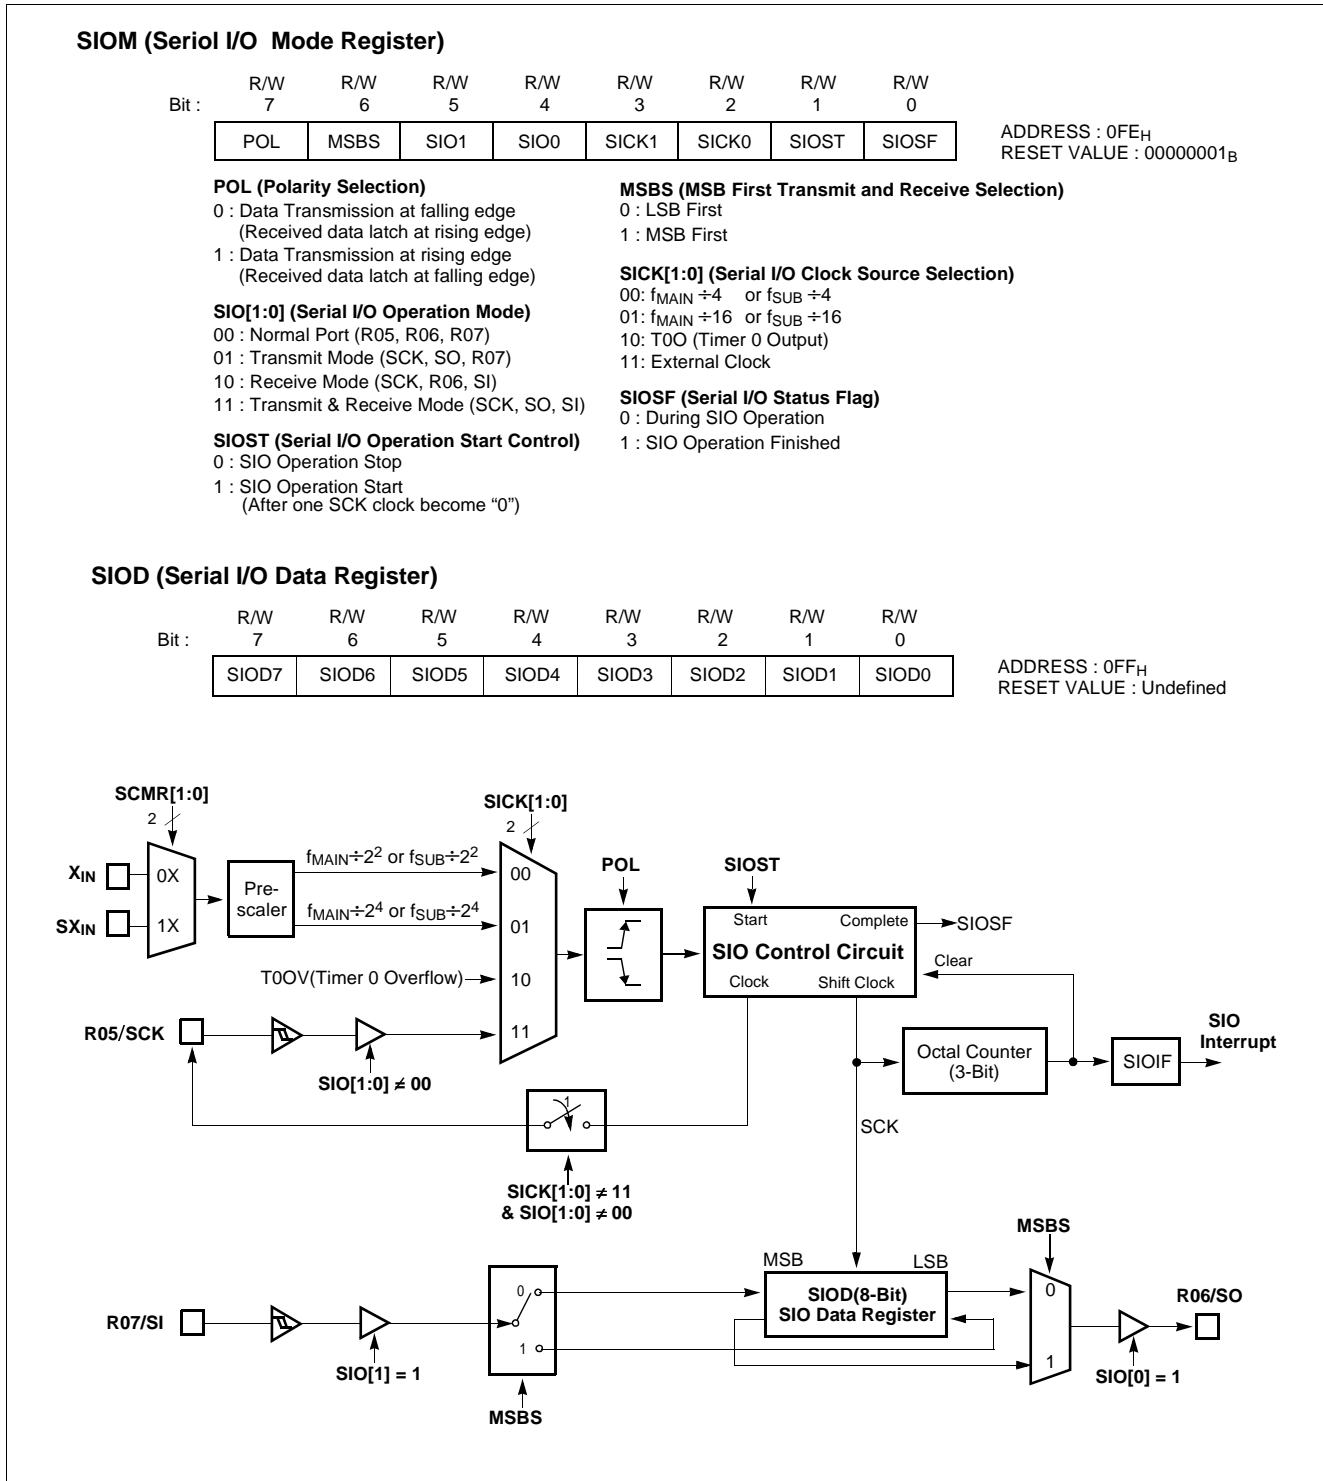 SIOM (Seriol I/O Mode Register)
R/W R/W R/W R/W R/W R/W R/W R/W
Bit : 7 6 5 4 3 2 1 0
POL MSBS SIO1 SIO0 SICK1 SICK0 SIOST SIOSF
ADDRESS : 0FEH
RESET VALUE : 00000001B
POL (Polarity Selection)
0 : Data Transmission at falling edge
(Received data latch at rising edge)
1 : Data Transmission at rising edge
(Received data latch at falling edge)
SIO[1:0] (Serial I/O Operation Mode)
00 : Normal Port (R05, R06, R07)
01 : Transmit Mode (SCK, SO, R07)
10 : Receive Mode (SCK, R06, SI)
11 : Transmit & Receive Mode (SCK, SO, SI)
SIOST (Serial I/O Operation Start Control)
0 : SIO Operation Stop
1 : SIO Operation Start
(After one SCK clock become “0”)
MSBS (MSB First Transmit and Receive Selection)
0 : LSB First
1 : MSB First
SICK[1:0] (Serial I/O Clock Source Selection)
00: fMAIN ÷4 or fSUB ÷4
01: fMAIN ÷16 or fSUB ÷16
10: T0O (Timer 0 Output)
11: External Clock
SIOSF (Serial I/O Status Flag)
0 : During SIO Operation
1 : SIO Operation Finished
SIOD (Serial I/O Data Register)
R/W R/W R/W R/W R/W R/W R/W R/W
Bit : 7 6 5 4 3 2 1 0
SIOD7 SIOD6 SIOD5 SIOD4 SIOD3 SIOD2 SIOD1 SIOD0
ADDRESS : 0FFH
RESET VALUE : Undefined
SCMR[1:0]
2
XIN
0X
SXIN
1X
Pre-
scaler
fMAIN÷2² or fSUB÷2²
fMAIN÷2⁴ or fSUB÷2⁴
T0OV(Timer 0 Overflow)
SICK[1:0]
2
00
01
10
11
POL
SIOST
Start Complete
SIO Control Circuit
Clock Shift Clock
SIOSF
Clear
R05/SCK
SIO[1:0] ≠ 00
1
SICK[1:0] ≠ 11
& SIO[1:0] ≠ 00
Octal Counter
(3-Bit)
SIOIF
SIO
Interrupt
SCK
R07/SI
SIO[1] = 1
0
1
MSBS
MSB LSB
SIOD(8-Bit)
SIO Data Register
MSBS
0
1
SIO[0] = 1
R06/SO